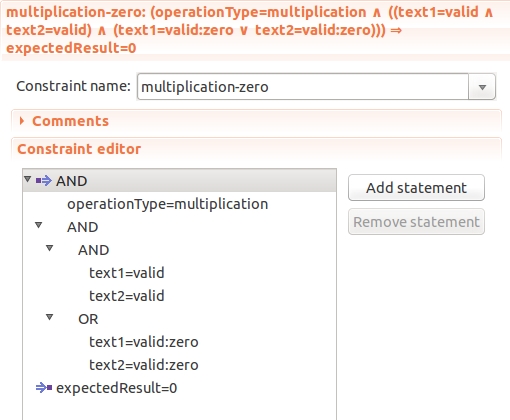 multiplication-zero: (operationType=multiplication ∧ ((text1=valid ∧
text2=valid) ∧ (text1=valid:zero ∨ text2=valid:zero))) ⇒
expectedResult=0
Constraint name: multiplication-zero
Comments
Constraint editor
AND
operationType=multiplication
AND
AND
text1=valid
text2=valid
OR
text1=valid:zero
text2=valid:zero
expectedResult=0
Add statement
Remove statement